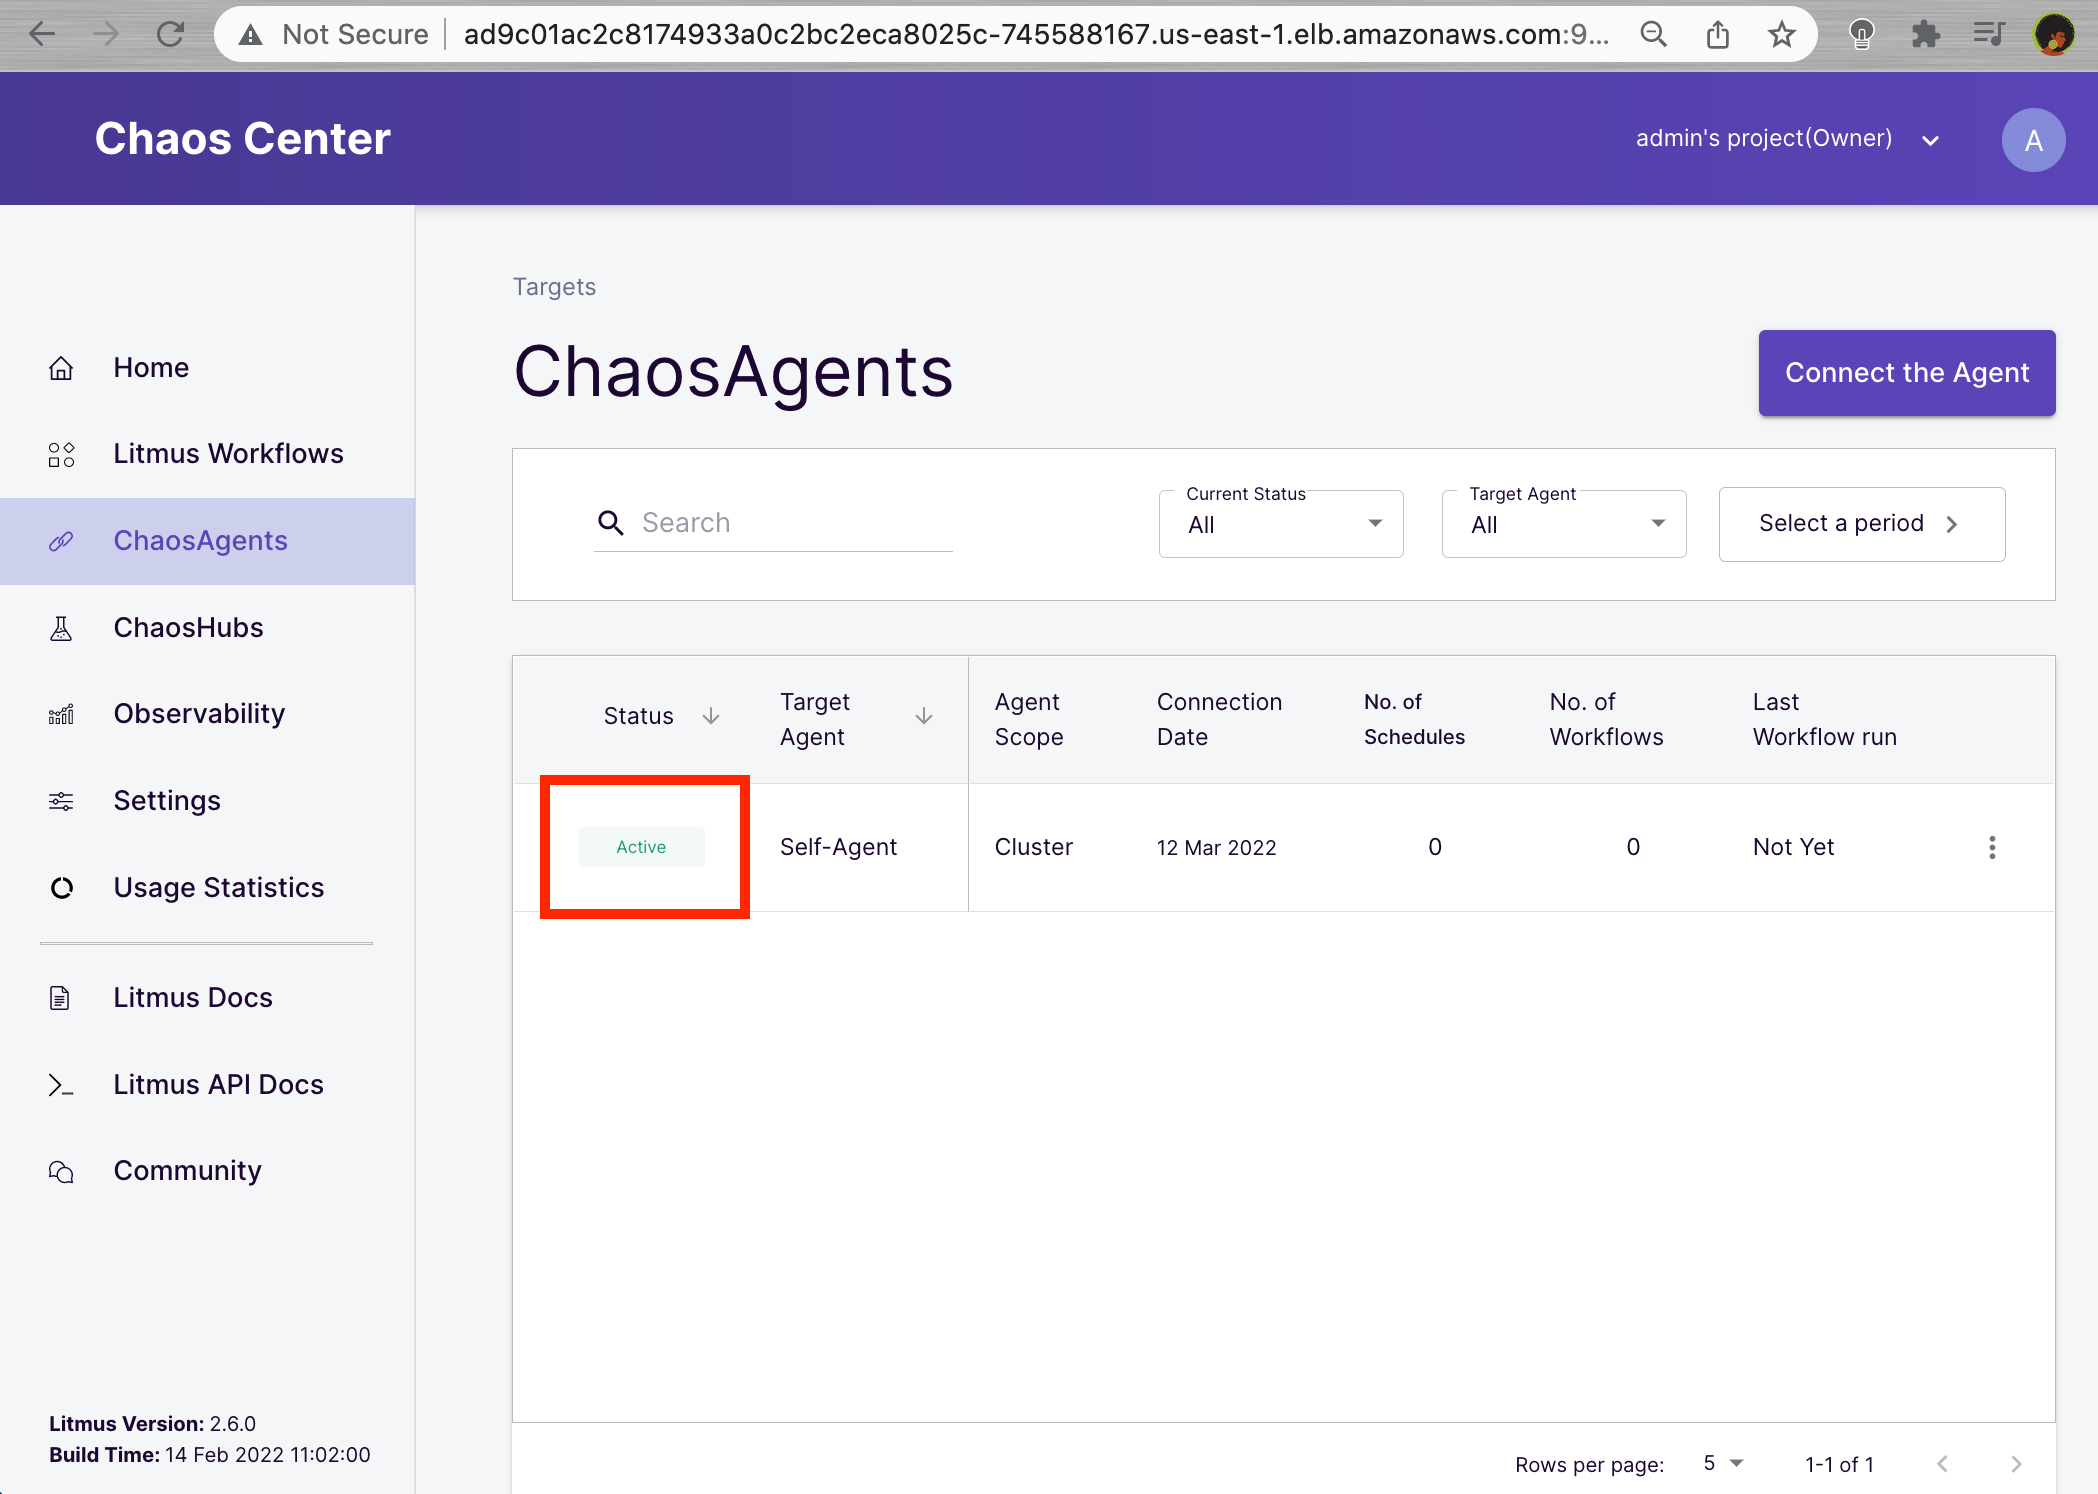 Not Secure
ad9c01ac2c8174933a0c2bc2eca8025c-745588167.us-east-1.elb.amazonaws.com:9...
Chaos Center
admin's project(Owner)
A
Home
Litmus Workflows
ChaosAgents
ChaosHubs
Observability
Settings
Usage Statistics
Litmus Docs
Litmus API Docs
Community
Litmus Version: 2.6.0
Build Time: 14 Feb 2022 11:02:00
Targets
ChaosAgents
Connect the Agent
Search
Current Status
All
Target Agent
All
Select a period
Status
Target
Agent
Agent
Scope
Connection
Date
No. of
Schedules
No. of
Workflows
Last
Workflow run
Active
Self-Agent
Cluster
12 Mar 2022
0
0
Not Yet
Rows per page:
5
1-1 of 1